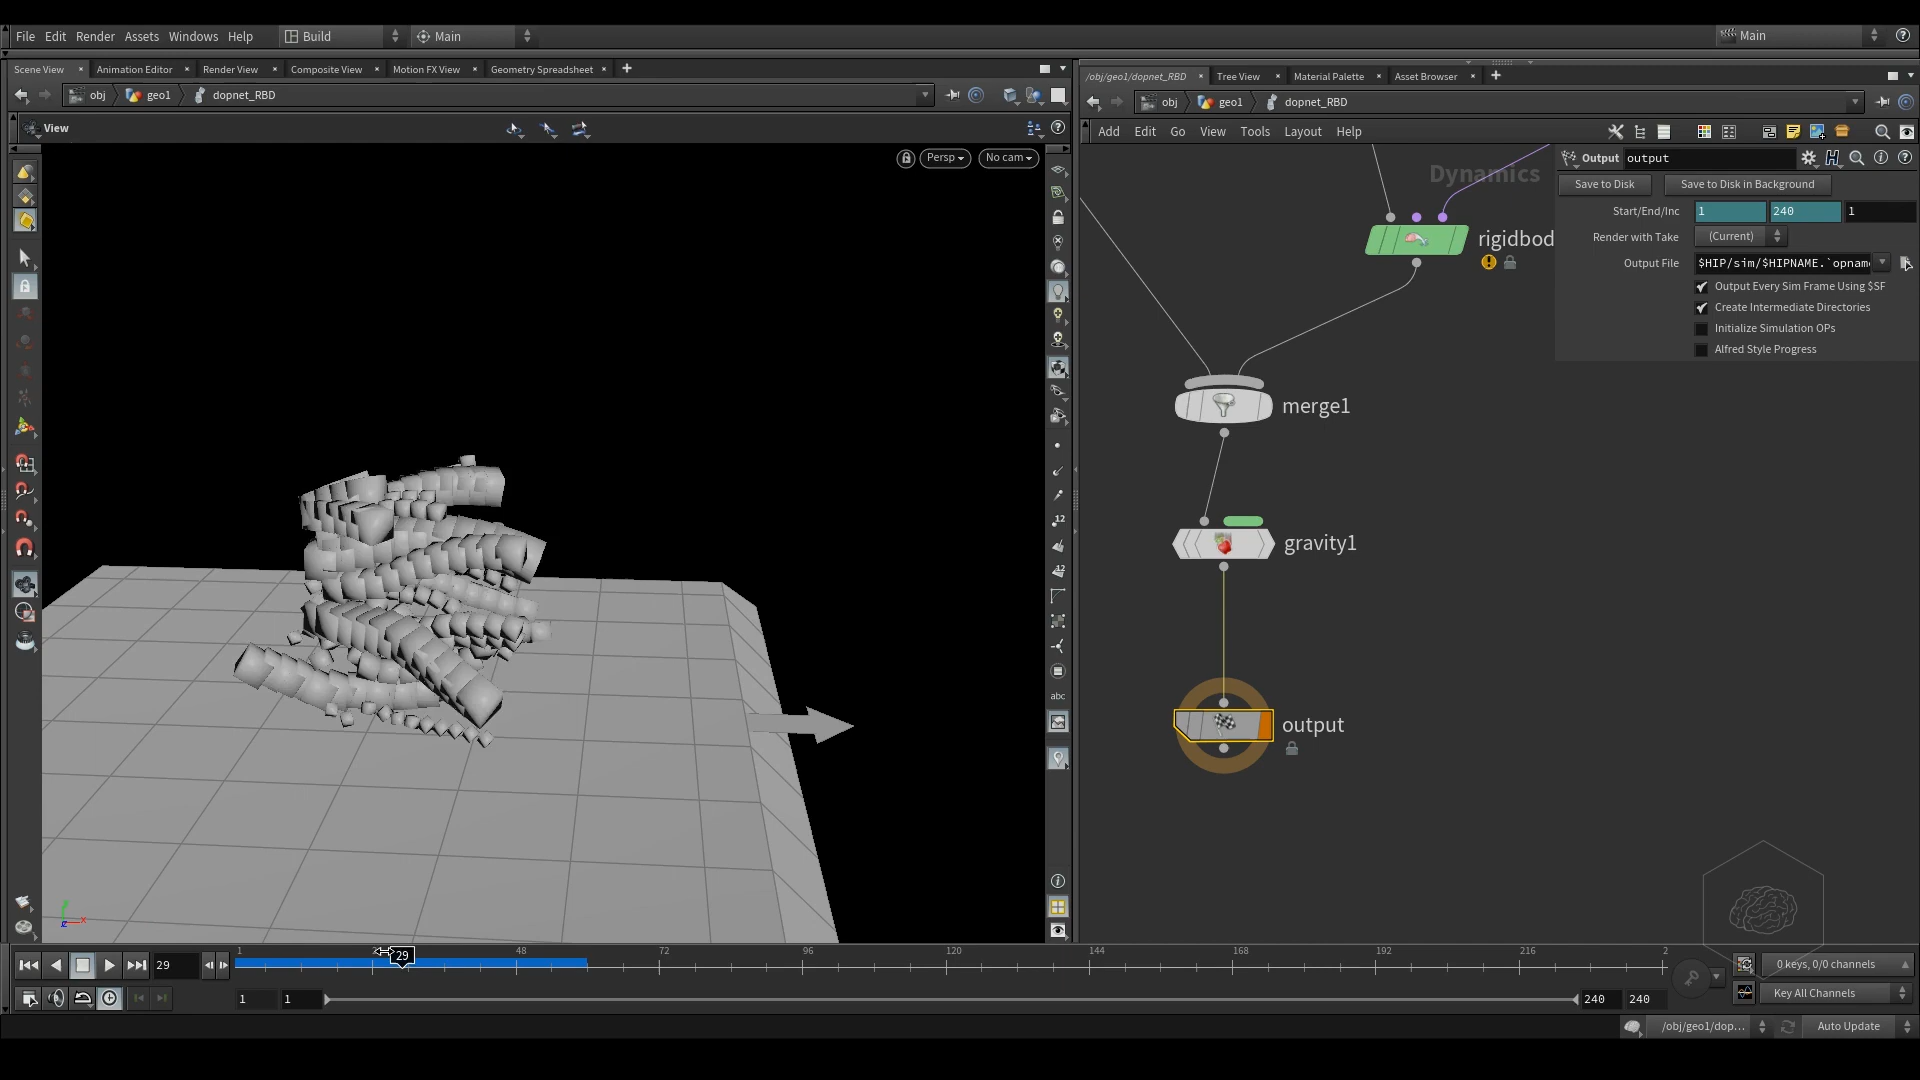 File Edit Render Assets Windows Help Build Main Main
Scene View Animation Editor Render View Composite View Motion FX View Geometry Spreadsheet
/obj/geo1/dopnet_RBD Tree View Material Palette Asset Browser
obj geo1 dopnet_RBD
obj geo1 dopnet_RBD
View
Add Edit Go View Tools Layout Help
Persp No cam
Dynamics
Output output
Save to Disk Save to Disk in Background
Start/End/Inc 1 240 1
Render with Take (Current)
Output File $HIP/sim/$HIPNAME.`opname
Output Every Sim Frame Using $SF
Create Intermediate Directories
Initialize Simulation OPs
Alfred Style Progress
rigidbod
merge1
gravity1
output
12
12
abc
x
1 29 48 72 96 120 144 168 192 216 2
29
0 keys, 0/0 channels
1 1 240 240
Key All Channels
/obj/geo1/dop... Auto Update